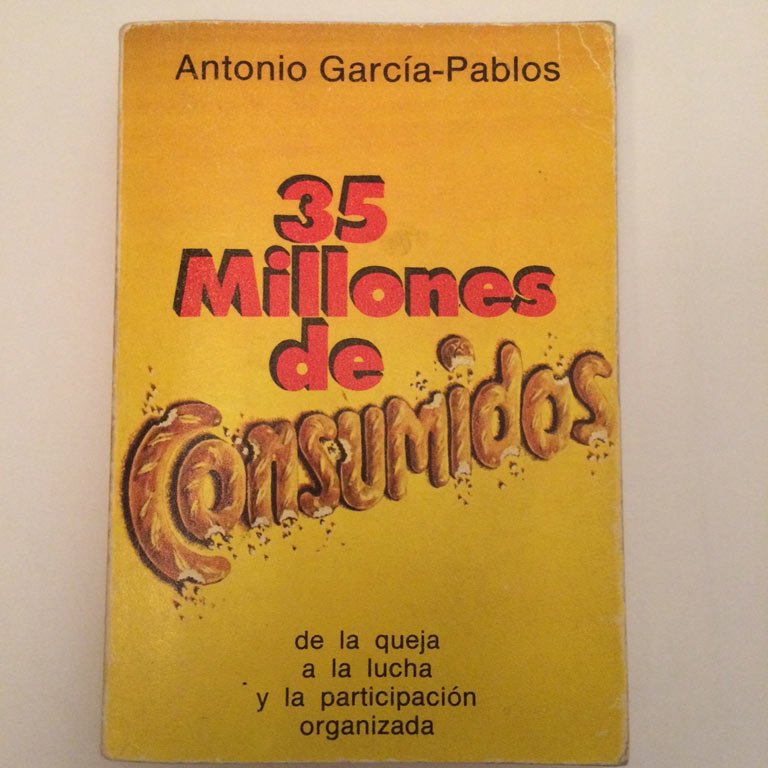 Antonio García-Pablos
35
Millones
de
Consumidos
de la queja
a la lucha
y la participación
organizada